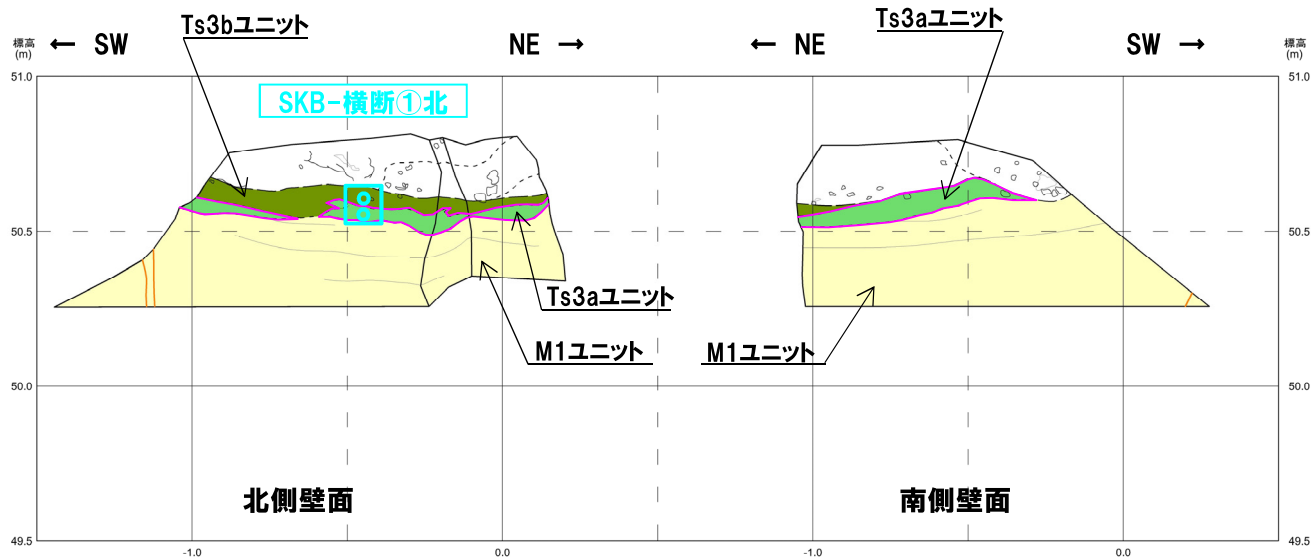 Ts3bユニット
Ts3aユニット
標高
(m)
← SW
NE →
← NE
SW →
標高
(m)
51.0
51.0
SKB-横断①北
50.5
50.5
Ts3aユニット
M1ユニット
M1ユニット
50.0
50.0
北側壁面
南側壁面
49.5
49.5
-1.0
0.0
-1.0
0.0